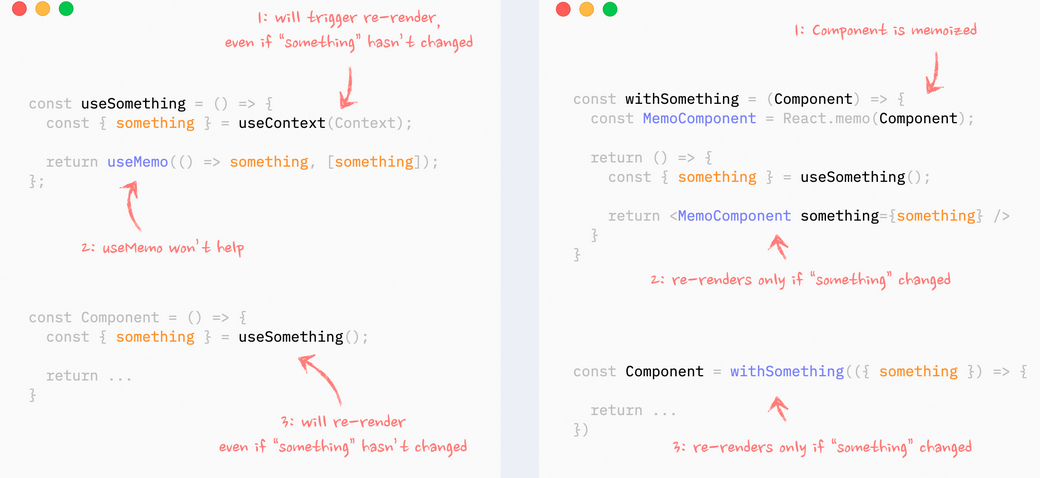 1: will trigger re-render,
even if "something" hasn't changed
const useSomething = () => {
const { something } = useContext(Context);
return useMemo(() => something, [something]);
};
2: useMemo won't help
const Component = () => {
const { something } = useSomething();
return ...
}
3: will re-render
even if "something" hasn't changed
1: Component is memoized
const withSomething = (Component) => {
const MemoComponent = React.memo(Component);
return () => {
const { something } = useSomething();
return <MemoComponent something={something} />
}
}
2: re-renders only if "something" changed
const Component = withSomething(({ something }) => {
return ...
})
3: re-renders only if "something" changed